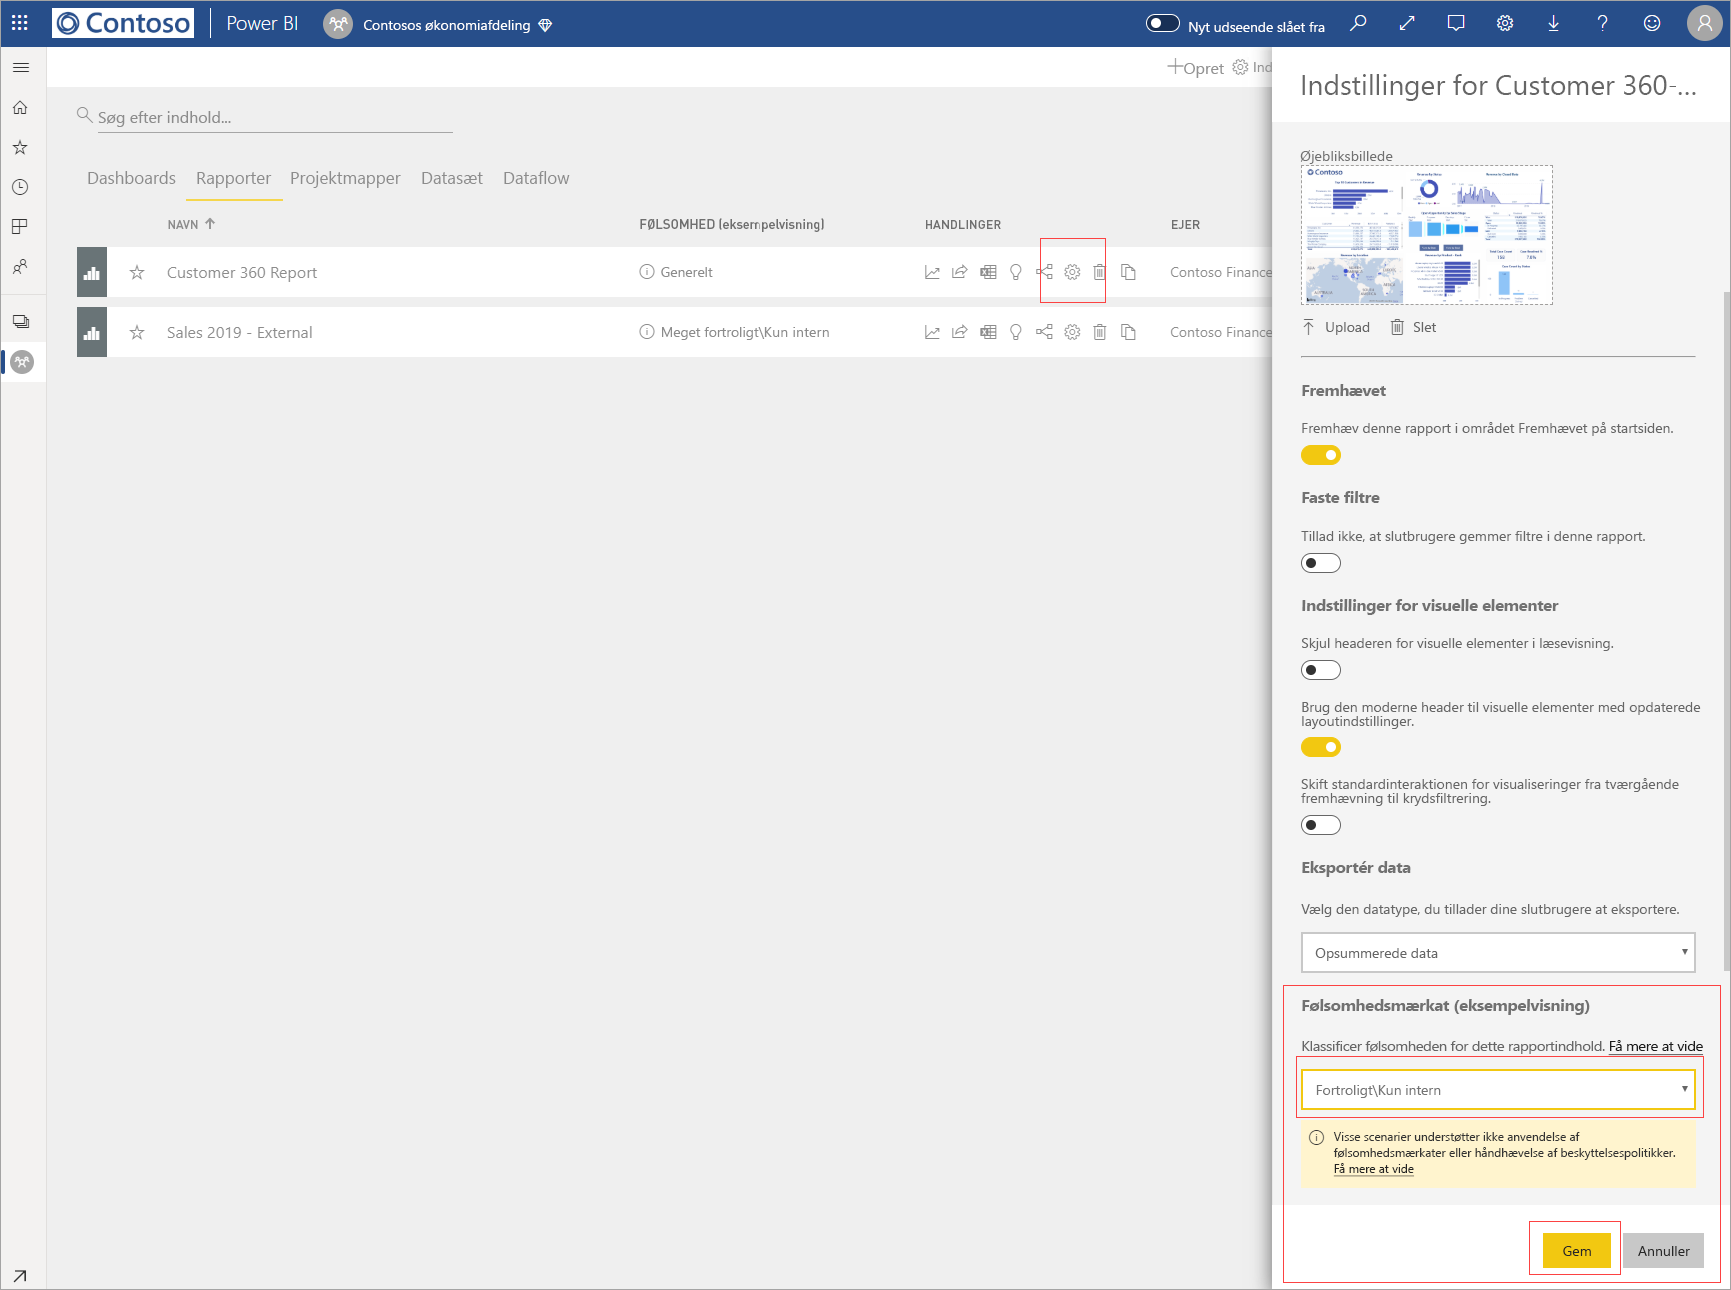 Contoso
Power BI
Contosos økonomiafdeling
Nyt udseende slået fra
Opret
Ind
Søg efter indhold...
Dashboards Rapporter Projektmapper Datasæt Dataflow
NAVN FØLSOMHED (eksempelvisning) HANDLINGER EJER
Customer 360 Report Generelt Contoso Finance
Sales 2019 - External Meget fortroligt\Kun intern Contoso Finance
Indstillinger for Customer 360-...
Øjebliksbillede
Contoso
Upload Slet
Fremhævet
Fremhæv denne rapport i området Fremhævet på startsiden.
Faste filtre
Tillad ikke, at slutbrugere gemmer filtre i denne rapport.
Indstillinger for visuelle elementer
Skjul headeren for visuelle elementer i læsevisning.
Brug den moderne header til visuelle elementer med opdaterede
layoutindstillinger.
Skift standardinteraktionen for visualiseringer fra tværgående
fremhævning til krydsfiltrering.
Eksportér data
Vælg den datatype, du tillader dine slutbrugere at eksportere.
Opsummerede data
Følsomhedsmærkat (eksempelvisning)
Klassificer følsomheden for dette rapportindhold. Få mere at vide
Fortroligt\Kun intern
Visse scenarier understøtter ikke anvendelse af
følsomhedsmærkater eller håndhævelse af beskyttelsespolitikker.
Få mere at vide
Gem Annuller